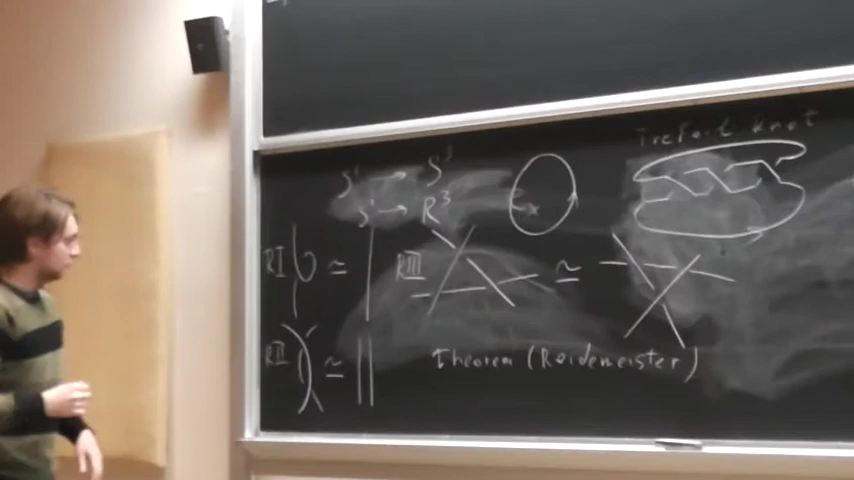 Trefoil knot
S¹ → S³
S¹ → R³
RI ≃
RIII ≃
RII ≃
Theorem (Reidemeister)